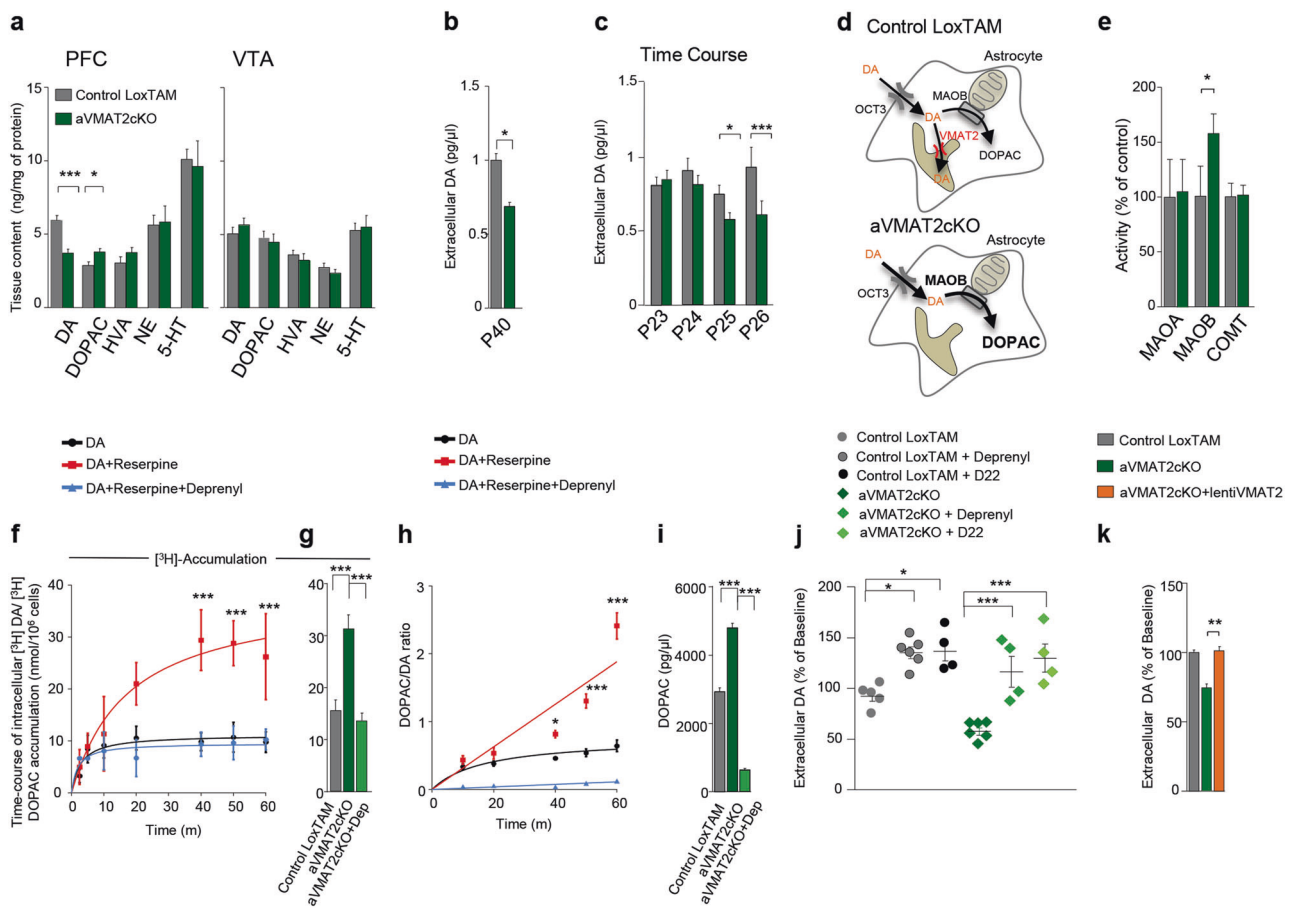 a
PFC
VTA
Control LoxTAM
aVMAT2cKO
Tissue content (ng/mg of protein)
15
10
5
0
***
*
DA
DOPAC
HVA
NE
5-HT
DA
DOPAC
HVA
NE
5-HT
b
Extracellular DA (pg/µl)
1.5
1
0.5
0
*
P40
c
Time Course
Extracellular DA (pg/µl)
1.5
1
0.5
0
*
***
P23
P24
P25
P26
d
Control LoxTAM
Astrocyte
DA
OCT3
MAOB
DA
VMAT2
DOPAC
DA
aVMAT2cKO
Astrocyte
DA
OCT3
MAOB
DA
DOPAC
e
Activity (% of control)
200
150
100
50
0
*
MAOA
MAOB
COMT
DA
DA+Reserpine
DA+Reserpine+Deprenyl
DA
DA+Reserpine
DA+Reserpine+Deprenyl
Control LoxTAM
Control LoxTAM + Deprenyl
Control LoxTAM + D22
aVMAT2cKO
aVMAT2cKO + Deprenyl
aVMAT2cKO + D22
Control LoxTAM
aVMAT2cKO
aVMAT2cKO+lentiVMAT2
f
[³H]-Accumulation
Time-course of intracellular [³H] DA/ [³H]
DOPAC accumulation (nmol/10⁶ cells)
40
30
20
10
0
***
***
***
0
10
20
30
40
50
60
Time (m)
g
40
30
20
10
0
***
***
Control LoxTAM
aVMAT2cKO
aVMAT2cKO+Dep
h
DOPAC/DA ratio
3
2
1
0
*
***
***
0
20
40
60
Time (m)
i
DOPAC (pg/µl)
6000
4000
2000
0
***
***
Control LoxTAM
aVMAT2cKO
aVMAT2cKO+Dep
j
Extracellular DA (% of Baseline)
200
150
100
50
0
*
*
***
***
k
Extracellular DA (% of Baseline)
150
100
50
0
**